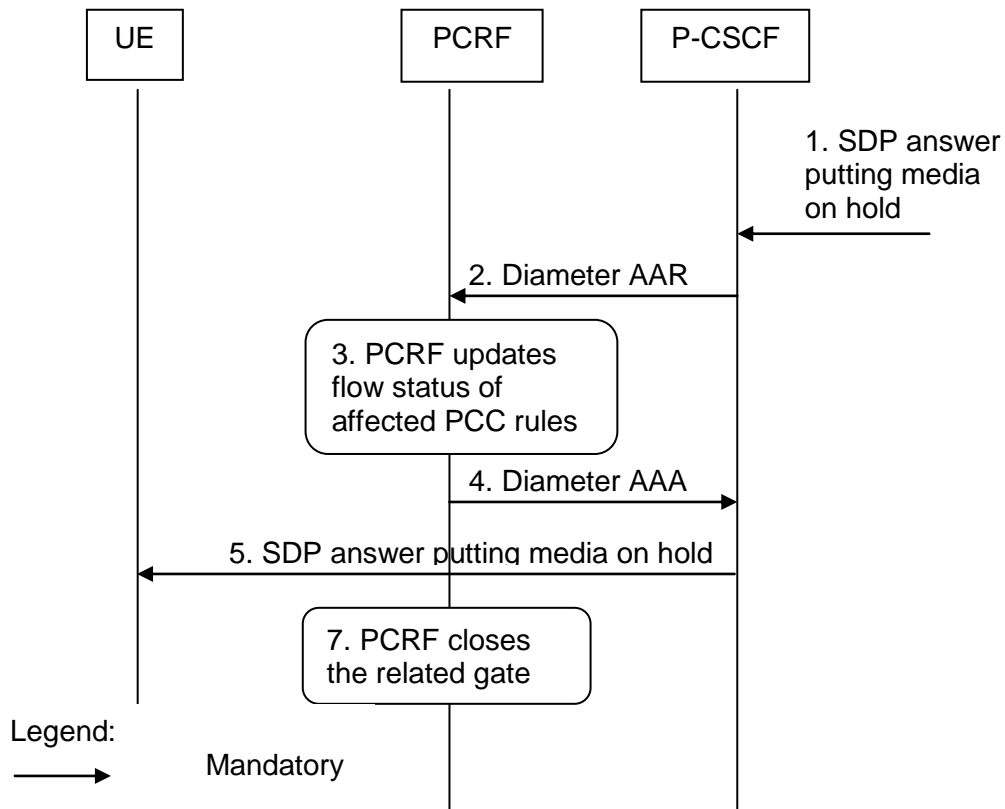 UE
PCRF
P-CSCF
1. SDP answer
putting media
on hold
2. Diameter AAR
3. PCRF updates
flow status of
affected PCC rules
4. Diameter AAA
5. SDP answer putting media on hold
7. PCRF closes
the related gate
Legend:
Mandatory